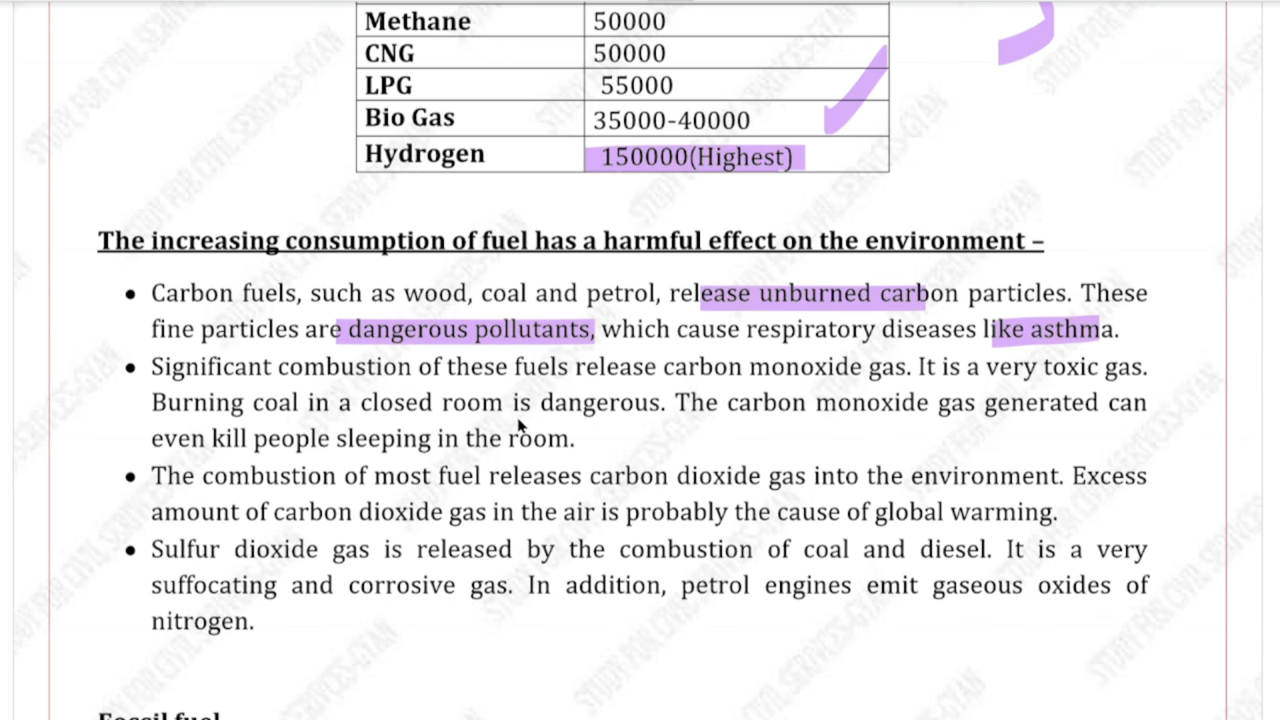 Methane 50000
CNG 50000
LPG 55000
Bio Gas 35000-40000
Hydrogen 150000(Highest)
The increasing consumption of fuel has a harmful effect on the environment –
• Carbon fuels, such as wood, coal and petrol, release unburned carbon particles. These
fine particles are dangerous pollutants, which cause respiratory diseases like asthma.
• Significant combustion of these fuels release carbon monoxide gas. It is a very toxic gas.
Burning coal in a closed room is dangerous. The carbon monoxide gas generated can
even kill people sleeping in the room.
• The combustion of most fuel releases carbon dioxide gas into the environment. Excess
amount of carbon dioxide gas in the air is probably the cause of global warming.
• Sulfur dioxide gas is released by the combustion of coal and diesel. It is a very
suffocating and corrosive gas. In addition, petrol engines emit gaseous oxides of
nitrogen.
Fossil fuel
STUDY FOR CIVIL SERVICES-GYAN